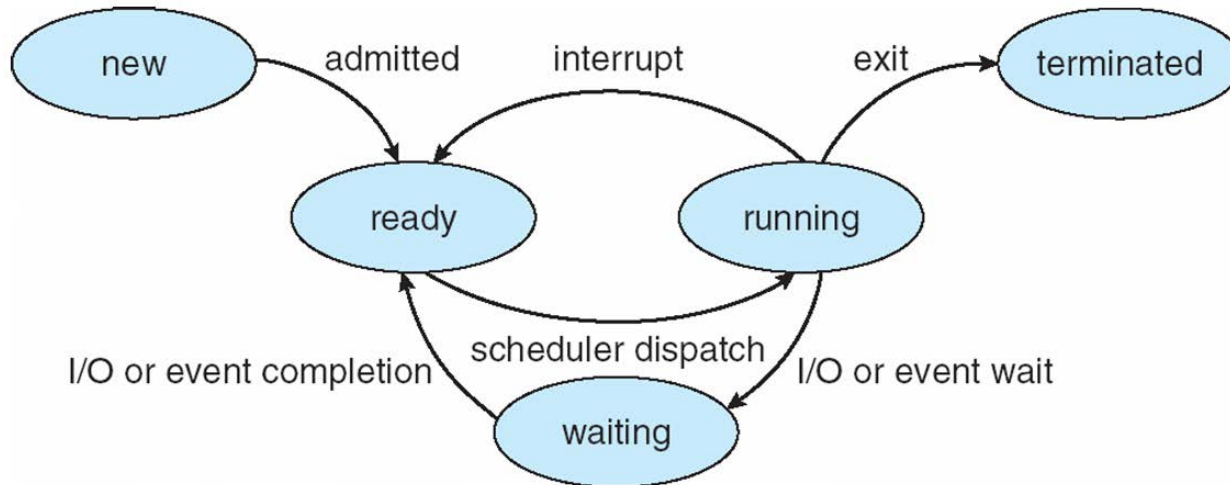 new
admitted
interrupt
exit
terminated
ready
running
scheduler dispatch
I/O or event completion
I/O or event wait
waiting